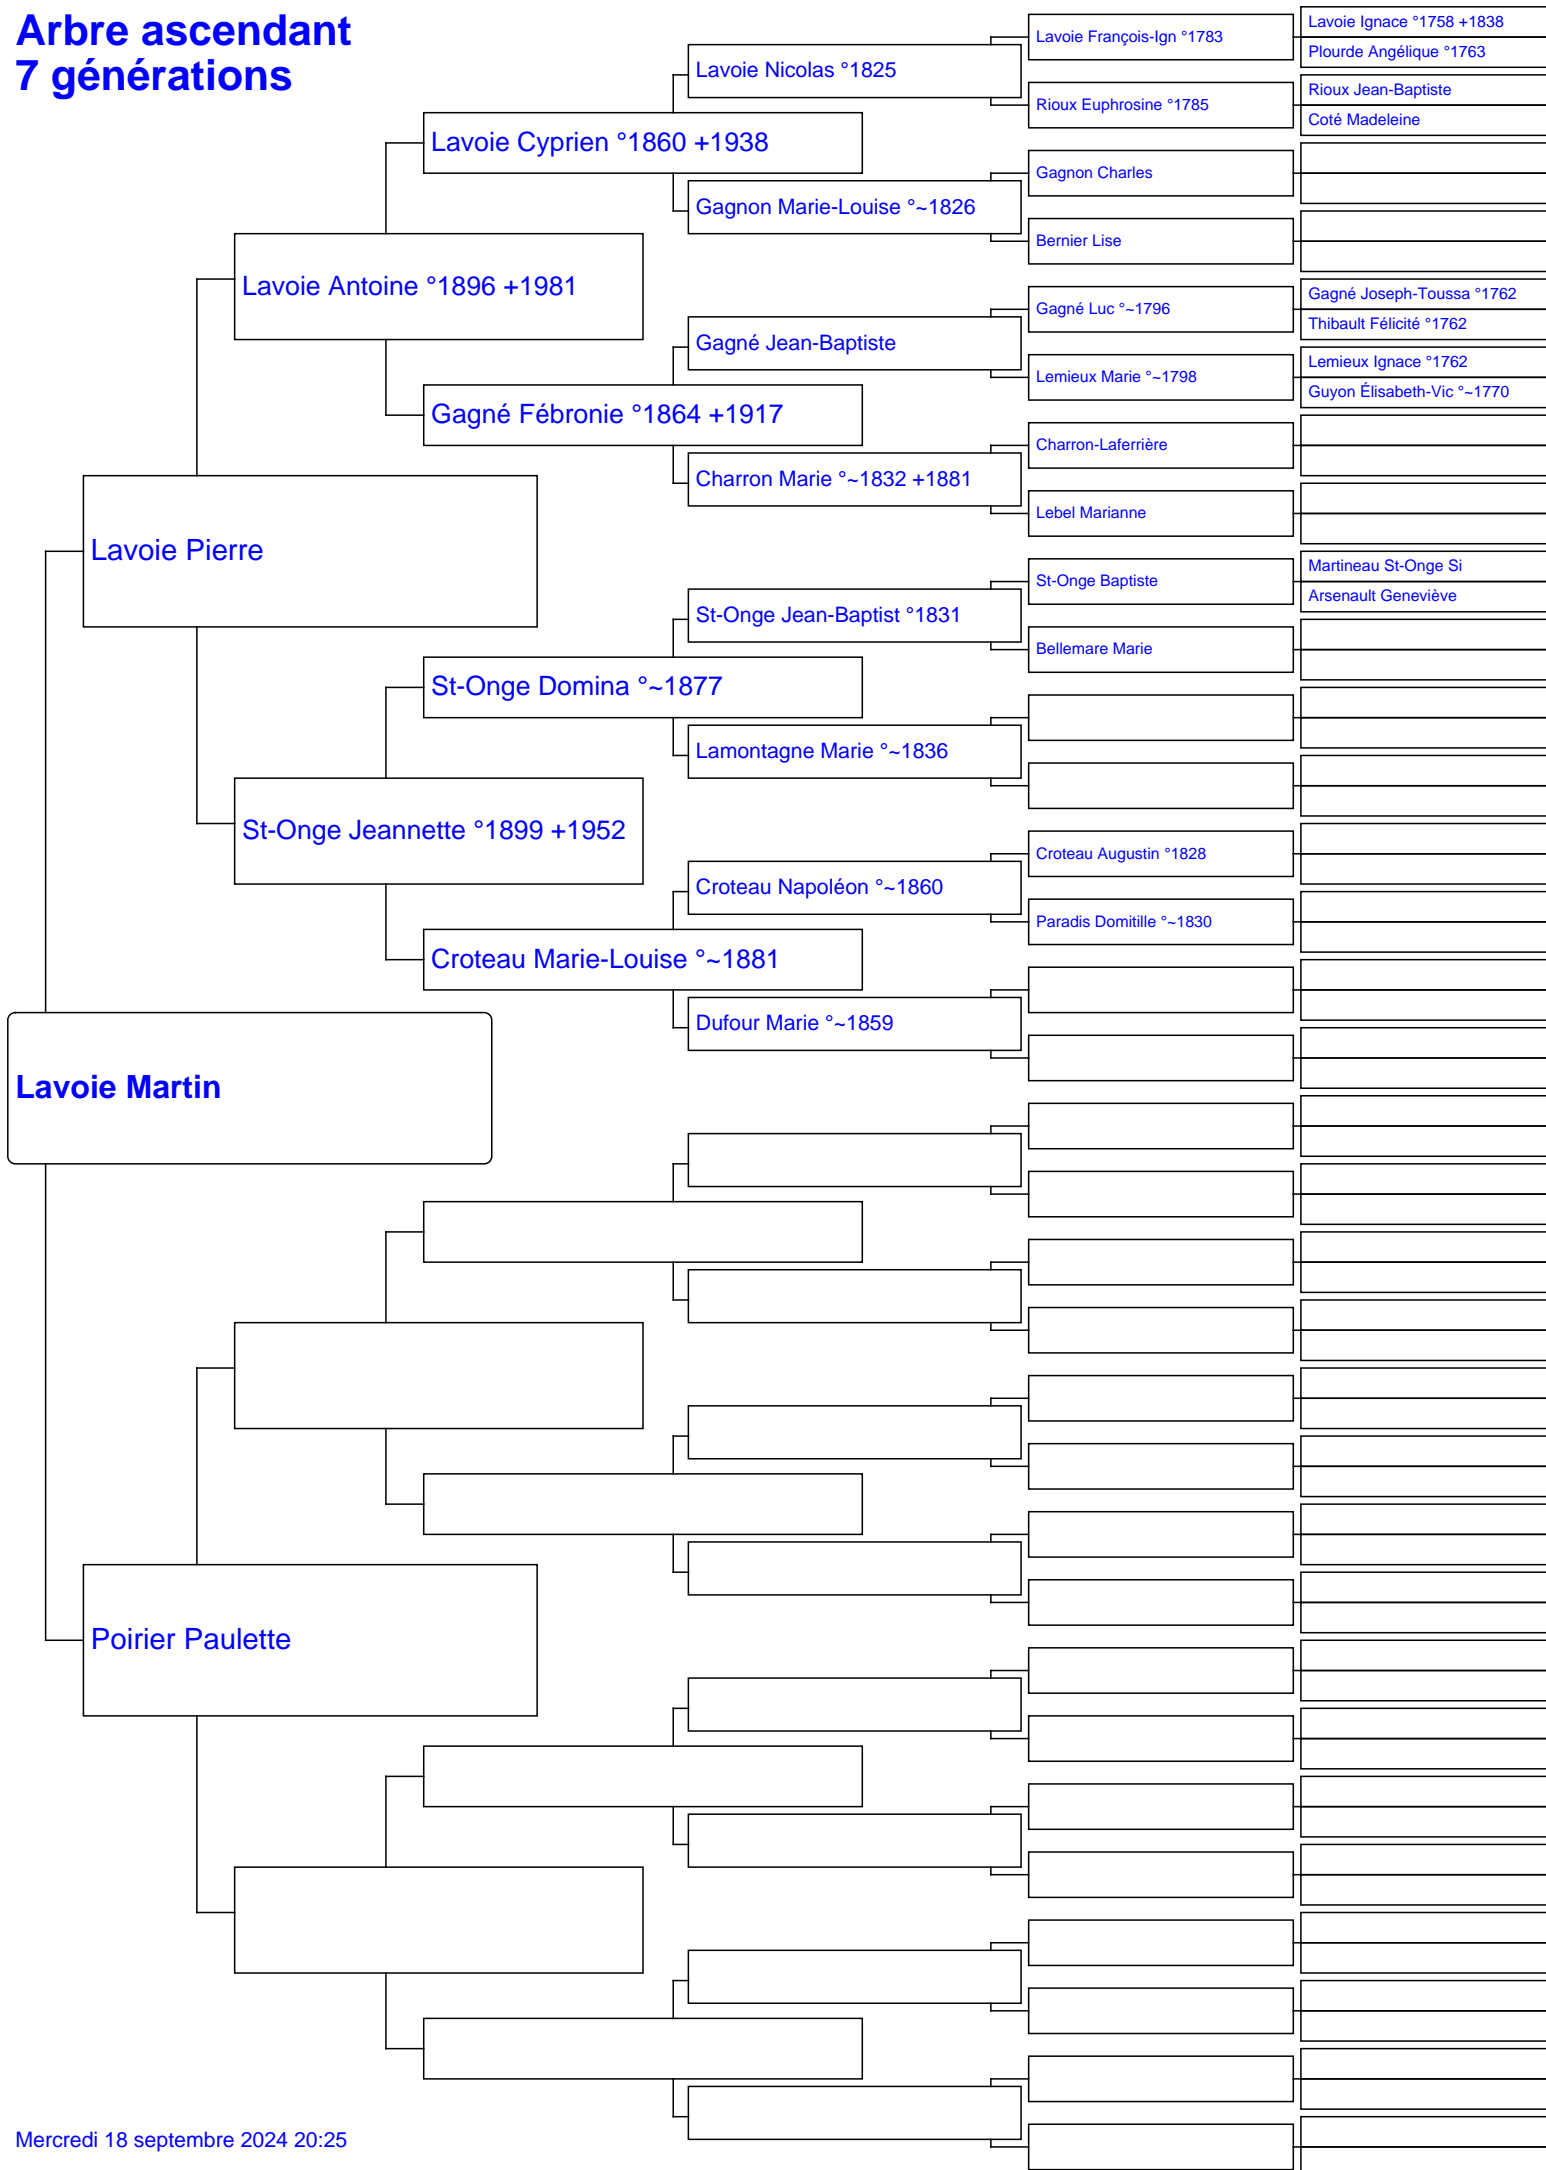 Arbre ascendant
7 générations
Lavoie Martin
Lavoie Pierre
Poirier Paulette
Lavoie Antoine °1896 +1981
St-Onge Jeannette °1899 +1952
Lavoie Cyprien °1860 +1938
Gagné Fébronie °1864 +1917
St-Onge Domina °~1877
Croteau Marie-Louise °~1881
Lavoie Nicolas °1825
Gagnon Marie-Louise °~1826
Gagné Jean-Baptiste
Charron Marie °~1832 +1881
St-Onge Jean-Baptist °1831
Lamontagne Marie °~1836
Croteau Napoléon °~1860
Dufour Marie °~1859
Lavoie François-Ign °1783
Rioux Euphrosine °1785
Gagnon Charles
Bernier Lise
Gagné Luc °~1796
Lemieux Marie °~1798
Charron-Laferrière
Lebel Marianne
St-Onge Baptiste
Bellemare Marie
Croteau Augustin °1828
Paradis Domitille °~1830
Lavoie Ignace °1758 +1838
Plourde Angélique °1763
Rioux Jean-Baptiste
Coté Madeleine
Gagné Joseph-Toussa °1762
Thibault Félicité °1762
Lemieux Ignace °1762
Guyon Élisabeth-Vic °~1770
Martineau St-Onge Si
Arsenault Geneviève
Mercredi 18 septembre 2024 20:25